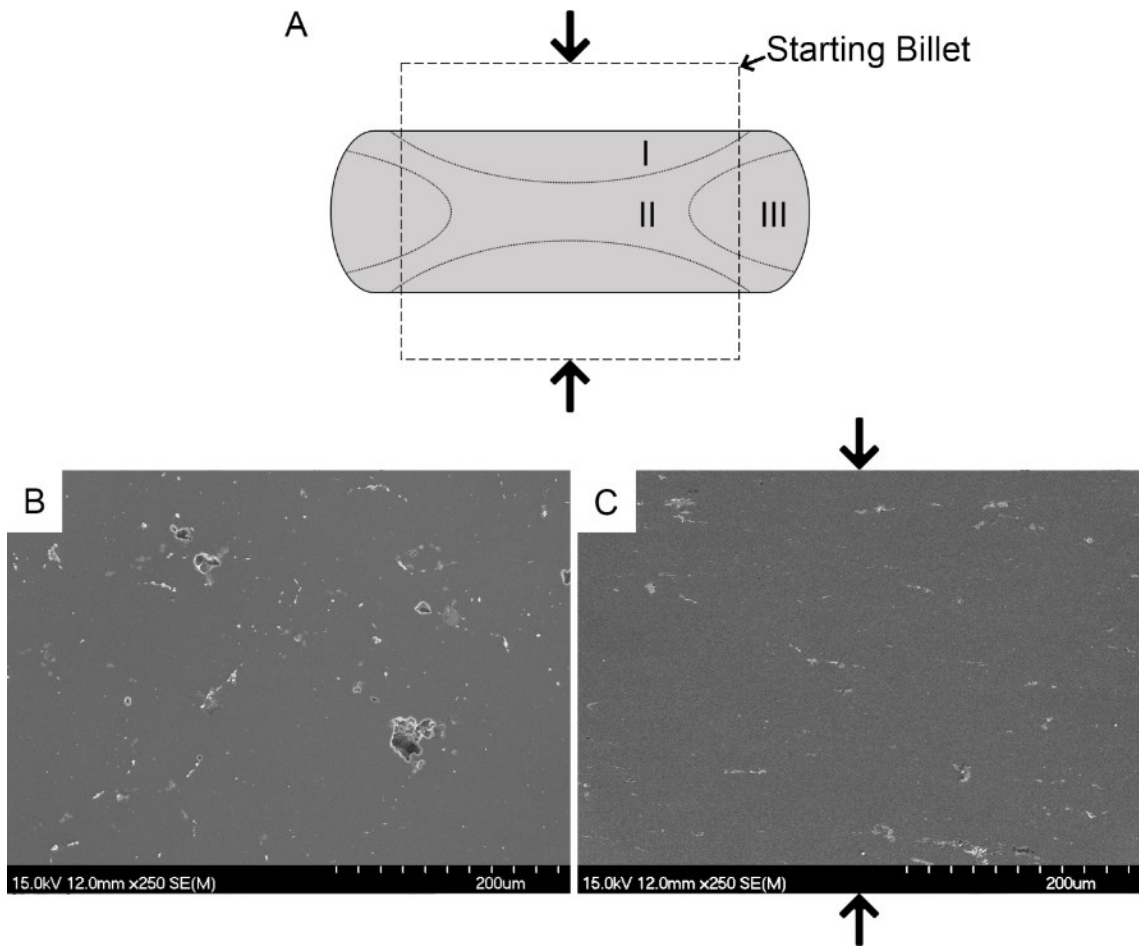 A
Starting Billet
I
II
III
B
C
15.0kV 12.0mm x250 SE(M)
200um
15.0kV 12.0mm x250 SE(M)
200um